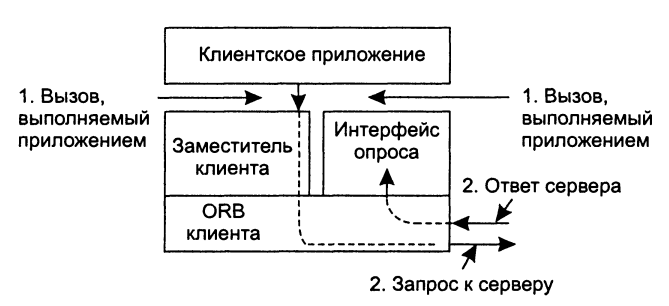 Клиентское приложение
1. Вызов,
выполняемый
приложением
1. Вызов,
выполняемый
приложением
Заместитель
клиента
Интерфейс
опроса
2. Ответ сервера
ORB
клиента
2. Запрос к серверу